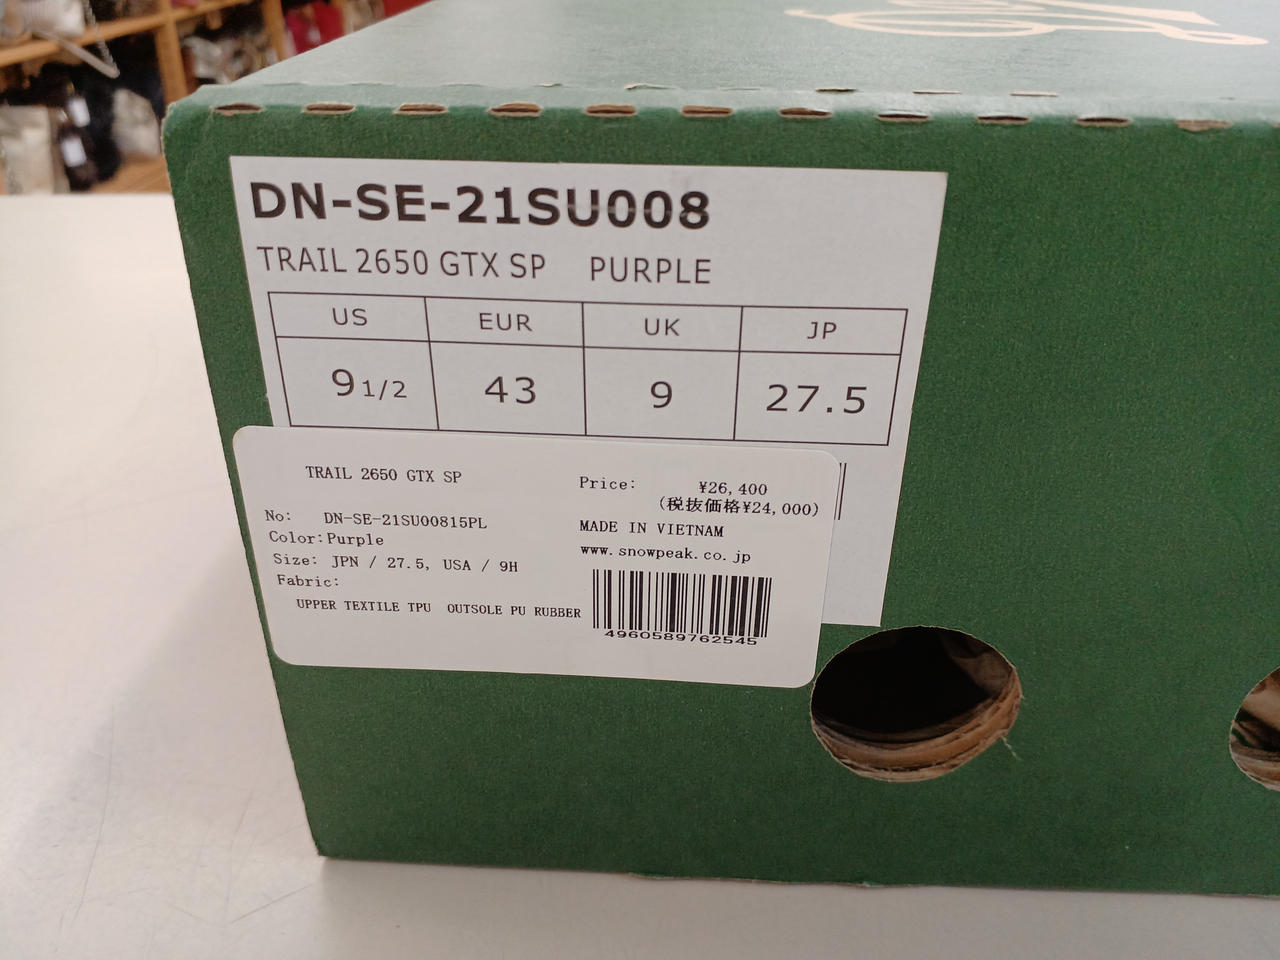 DN-SE-21SU008
TRAIL 2650 GTX SP PURPLE
US EUR UK JP
9 1/2 43 9 27.5
TRAIL 2650 GTX SP
No: DN-SE-21SU00815PL
Color:Purple
Size: JPN / 27.5, USA / 9H
Fabric:
UPPER TEXTILE TPU OUTSOLE PU RUBBER
Price: ¥26,400
(税抜価格¥24,000)
MADE IN VIETNAM
www.snowpeak.co.jp
4960589762545